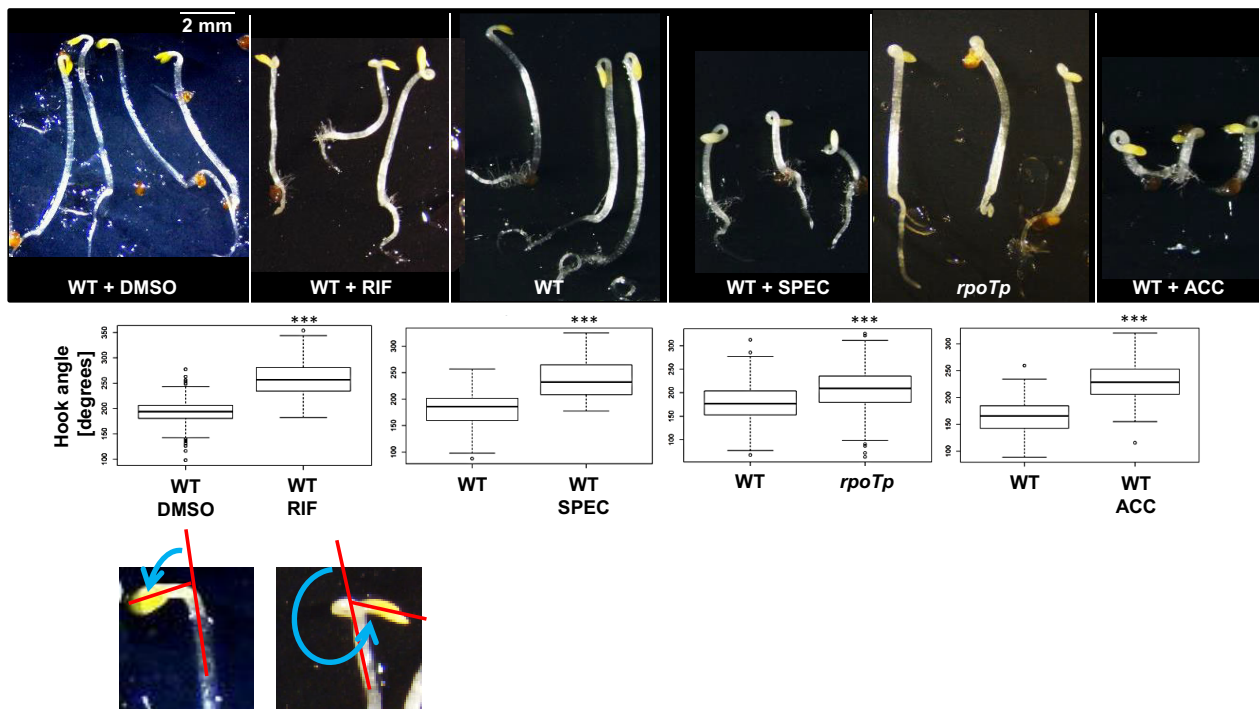 2 mm
WT + DMSO
WT + RIF
WT
WT + SPEC
rpoTp
WT + ACC
Hook angle
[degrees]
***
350
300
250
200
150
100
WT
DMSO
WT
RIF
***
300
250
200
150
100
WT
WT
SPEC
***
300
250
200
150
100
WT
rpoTp
***
300
250
200
150
100
WT
WT
ACC